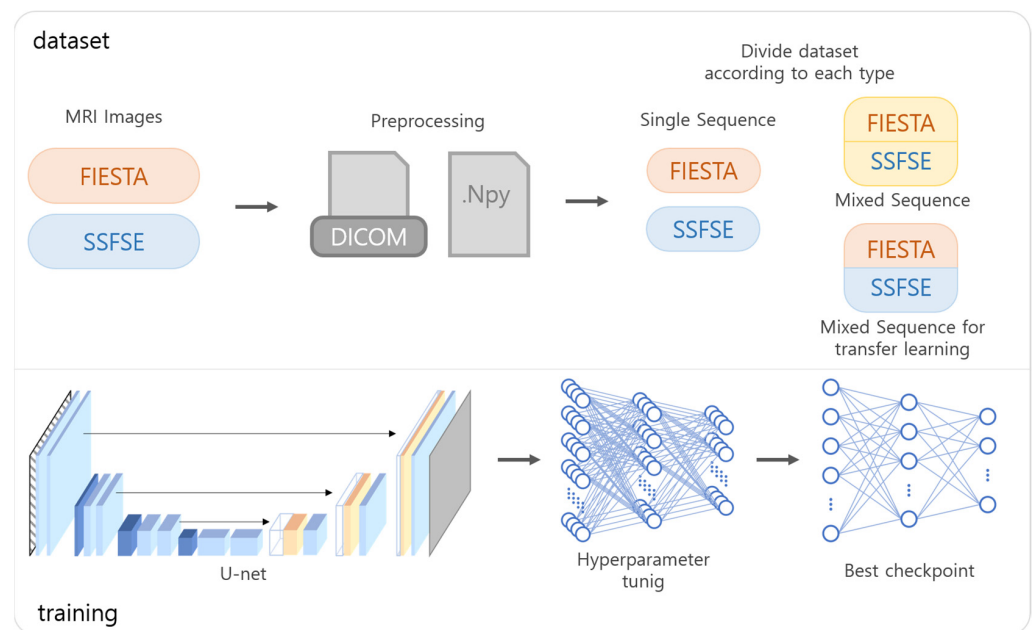 dataset
MRI Images
FIESTA
SSFSE
Preprocessing
DICOM
.Npy
Divide dataset
according to each type
Single Sequence
FIESTA
SSFSE
FIESTA
SSFSE
Mixed Sequence
FIESTA
SSFSE
Mixed Sequence for
transfer learning
U-net
Hyperparameter
tunig
Best checkpoint
training